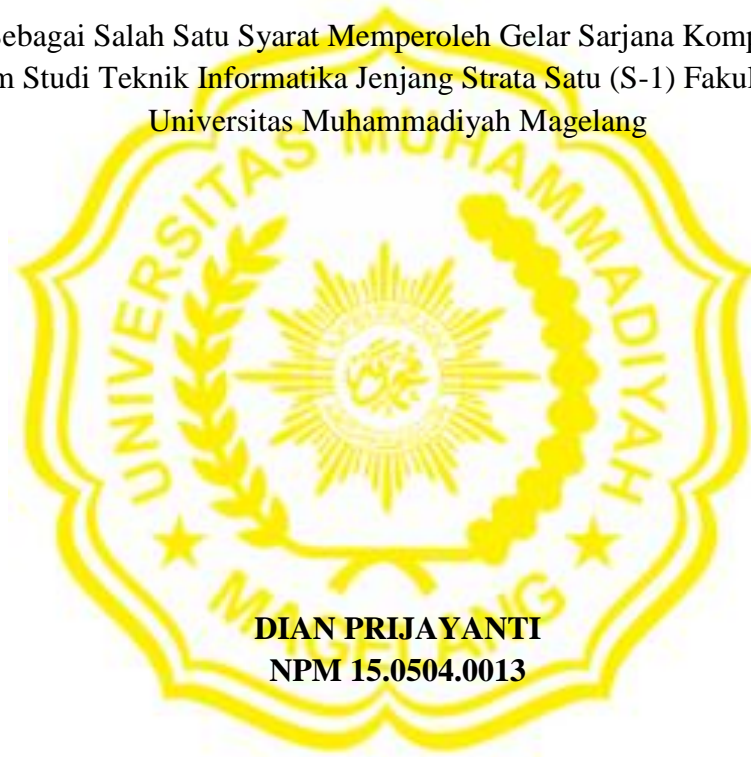 ebagai Salah Satu Syarat Memperoleh Gelar Sarjana Komp
m Studi Teknik Informatika Jenjang Strata Satu (S-1) Fakul
Universitas Muhammadiyah Magelang
UNIVERSITAS MUHAMMADIYAH
MAGELANG
DIAN PRIJAYANTI
NPM 15.0504.0013